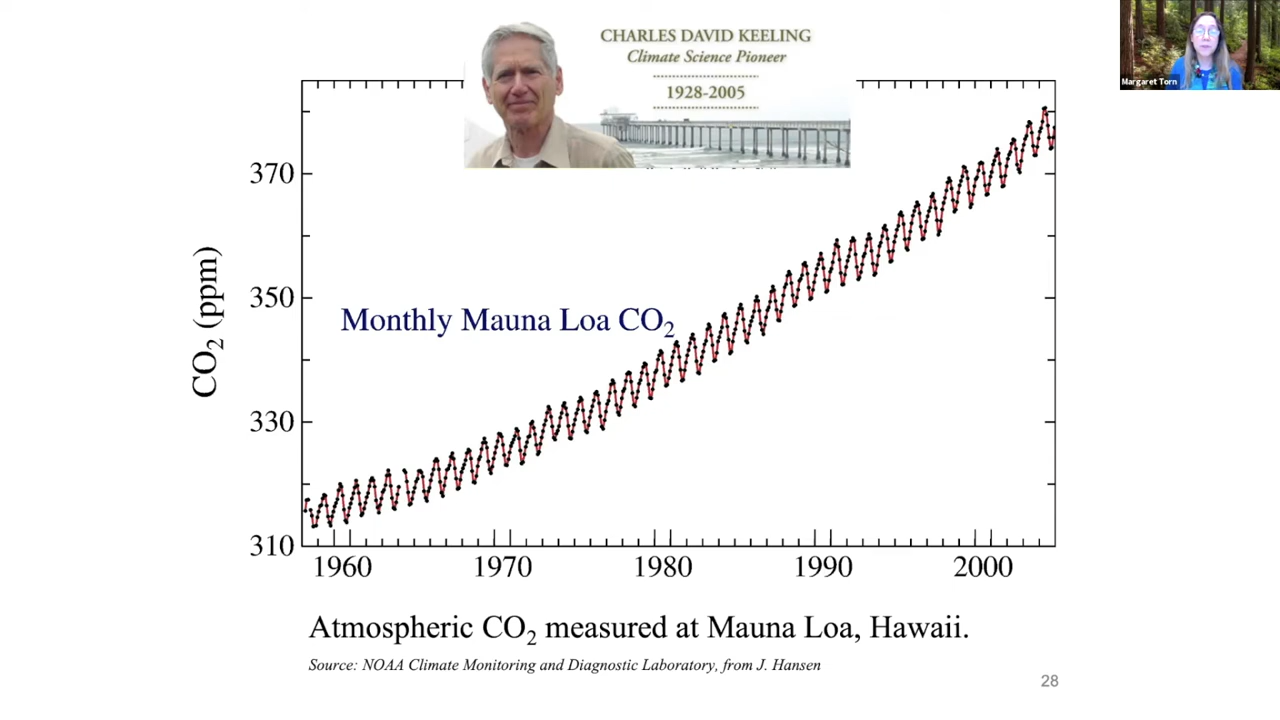 CHARLES DAVID KEELING
Climate Science Pioneer
1928-2005
Margaret Torn
370
350
330
310
CO2 (ppm)
Monthly Mauna Loa CO2
1960 1970 1980 1990 2000
Atmospheric CO2 measured at Mauna Loa, Hawaii.
Source: NOAA Climate Monitoring and Diagnostic Laboratory, from J. Hansen
28